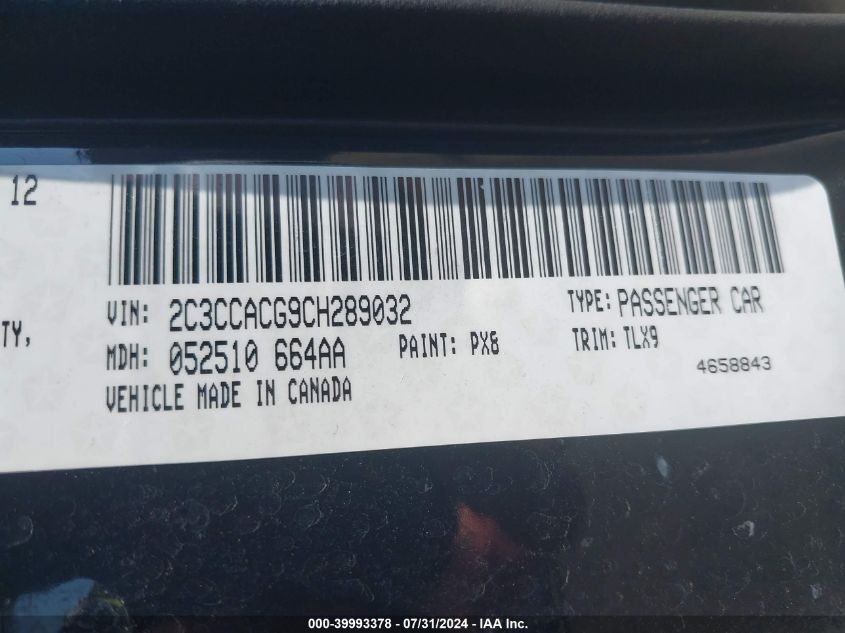 12
VIN: 2C3CCACG9CH289032
TYPE: PASSENGER CAR
TY,
MDH: 052510 664AA
PAINT: PX8
TRIM: TLX9
VEHICLE MADE IN CANADA
4658843
000-39993378 - 07/31/2024 - IAA Inc.